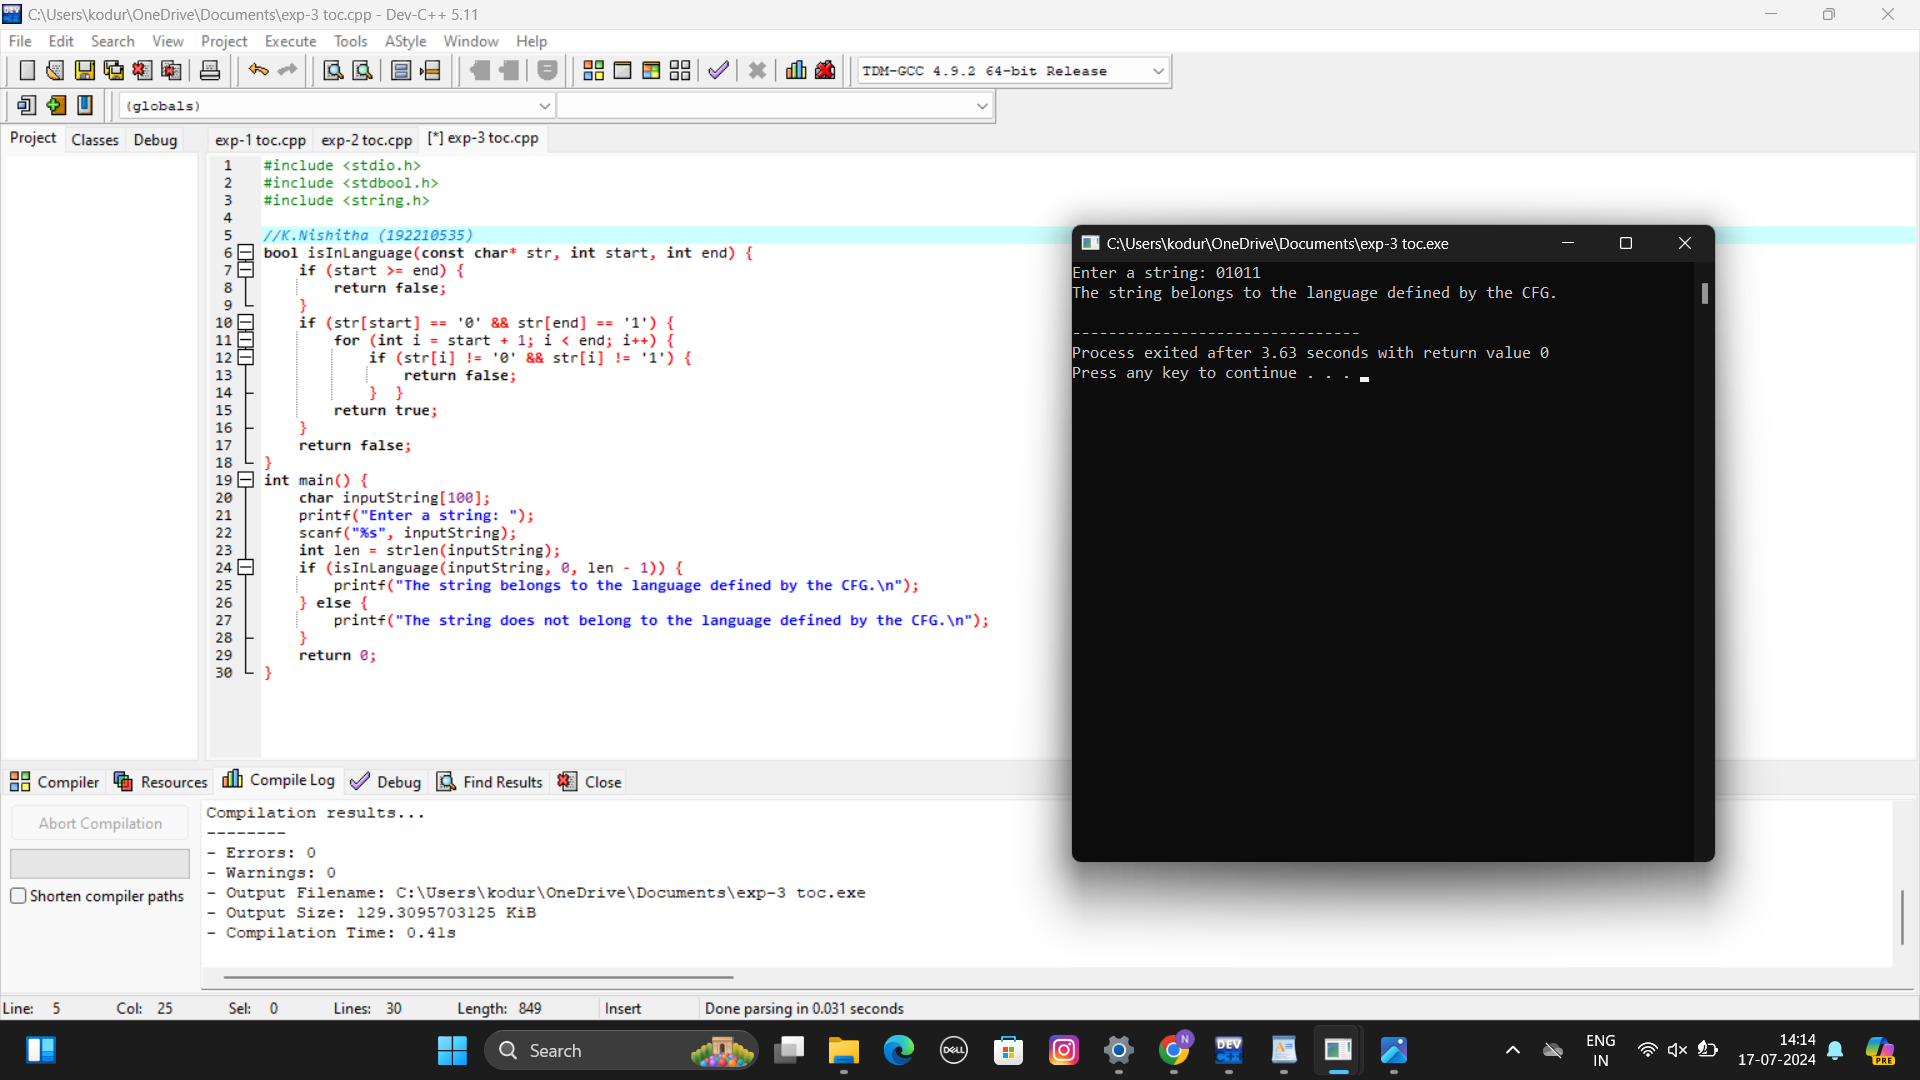 C:\Users\kodur\OneDrive\Documents\exp-3 toc.cpp - Dev-C++ 5.11
File Edit Search View Project Execute Tools AStyle Window Help
TDM-GCC 4.9.2 64-bit Release
(globals)
Project Classes Debug exp-1 toc.cpp exp-2 toc.cpp [*] exp-3 toc.cpp
1 #include <stdio.h>
2 #include <stdbool.h>
3 #include <string.h>
4
5 //K.Nishitha (192210535)
6 bool isInLanguage(const char* str, int start, int end) {
7 if (start >= end) {
8 return false;
9 }
10 if (str[start] == '0' && str[end] == '1') {
11 for (int i = start + 1; i < end; i++) {
12 if (str[i] != '0' && str[i] != '1') {
13 return false;
14 } }
15 return true;
16 }
17 return false;
18 }
19 int main() {
20 char inputString[100];
21 printf("Enter a string: ");
22 scanf("%s", inputString);
23 int len = strlen(inputString);
24 if (isInLanguage(inputString, 0, len - 1)) {
25 printf("The string belongs to the language defined by the CFG.\n");
26 } else {
27 printf("The string does not belong to the language defined by the CFG.\n");
28 }
29 return 0;
30 }
C:\Users\kodur\OneDrive\Documents\exp-3 toc.exe
Enter a string: 01011
The string belongs to the language defined by the CFG.
--------------------------------
Process exited after 3.63 seconds with return value 0
Press any key to continue . . .
Compiler Resources Compile Log Debug Find Results Close
Abort Compilation
Shorten compiler paths
Compilation results...
--------
- Errors: 0
- Warnings: 0
- Output Filename: C:\Users\kodur\OneDrive\Documents\exp-3 toc.exe
- Output Size: 129.3095703125 KiB
- Compilation Time: 0.41s
Line: 5 Col: 25 Sel: 0 Lines: 30 Length: 849 Insert Done parsing in 0.031 seconds
Search
DELL
N
DEV
C++
ENG
IN
14:14
17-07-2024
PRE